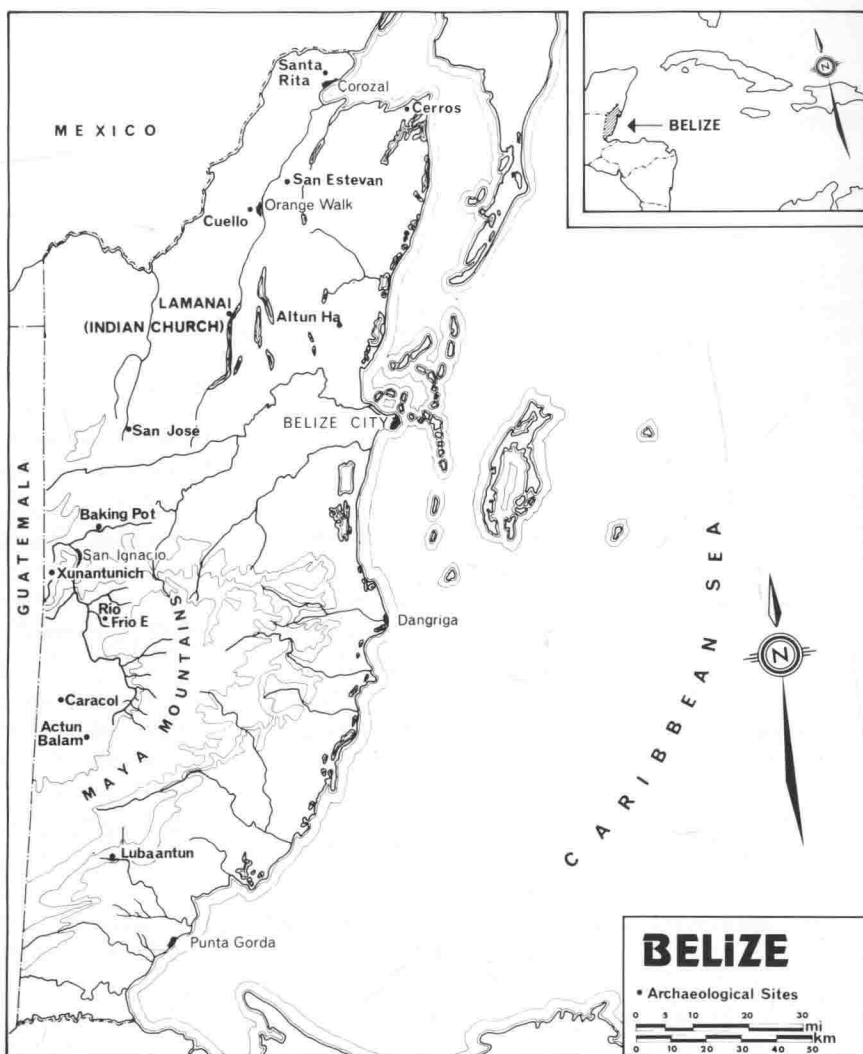 Santa
Rita
Corozal
MEXICO
Cerros
N
BELIZE
San Estevan
Orange Walk
Cuello
LAMANAI
(INDIAN CHURCH)
Altun Ha
San José
BELIZE CITY
GUATEMALA
Baking Pot
San Ignacio
Xunantunich
Rio
Frio E
MAYA MOUNTAINS
Dangriga
CARIBBEAN SEA
N
Caracol
Actun
Balam
Lubaantun
Punta Gorda
BELIZE
• Archaeological Sites
0 5 10 20 30
mi
km
0 10 20 30 40 50